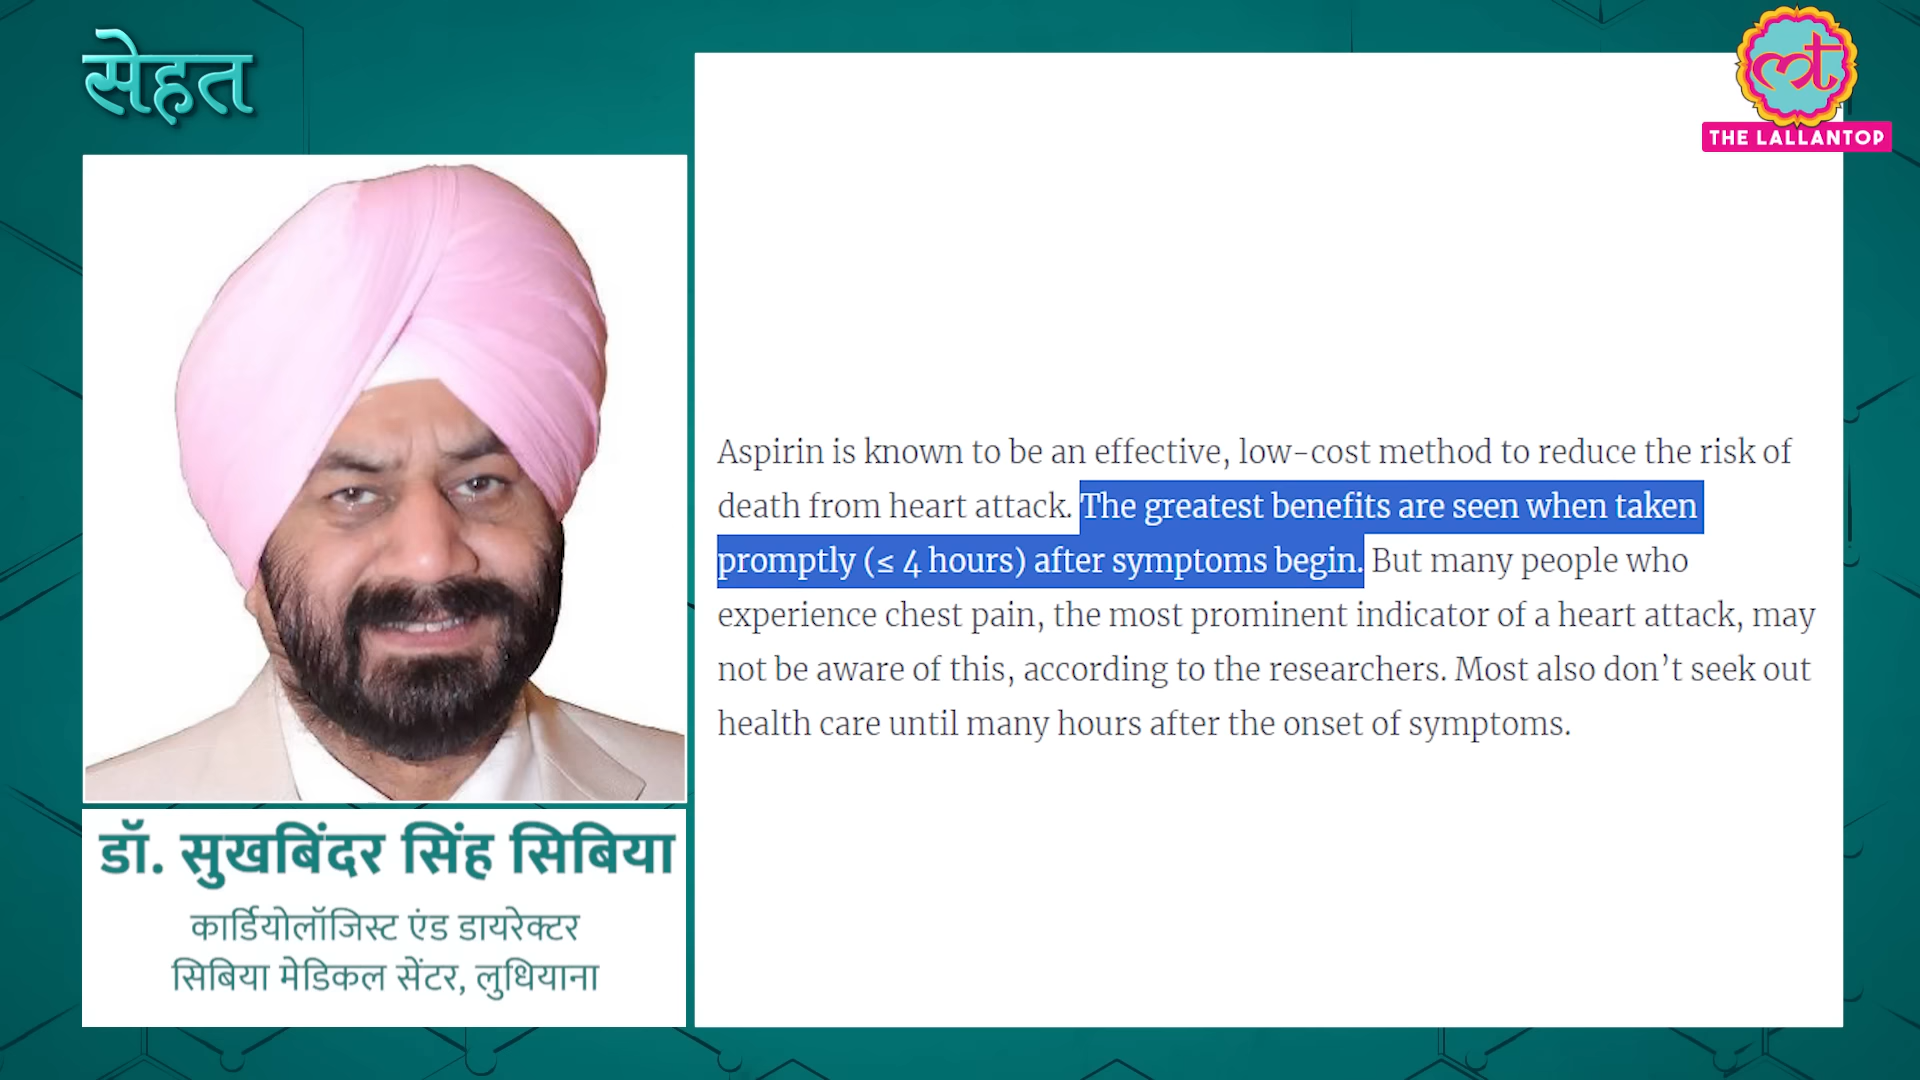 सेहत
THE LALLANTOP
Aspirin is known to be an effective, low-cost method to reduce the risk of
death from heart attack. The greatest benefits are seen when taken
promptly (≤ 4 hours) after symptoms begin. But many people who
experience chest pain, the most prominent indicator of a heart attack, may
not be aware of this, according to the researchers. Most also don’t seek out
health care until many hours after the onset of symptoms.
डॉ. सुखबिंदर सिंह सिबिया
कार्डियोलॉजिस्ट एंड डायरेक्टर
सिबिया मेडिकल सेंटर, लुधियाना